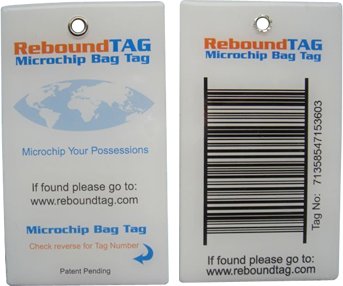 ReboundTAG
Microchip Bag Tag
Microchip Your Possessions
If found please go to:
www.reboundtag.com
Microchip Bag Tag
Check reverse for Tag Number
Patent Pending
ReboundTAG
Microchip Bag Tag
Tag No: 71358547153603
If found please go to:
www.reboundtag.com